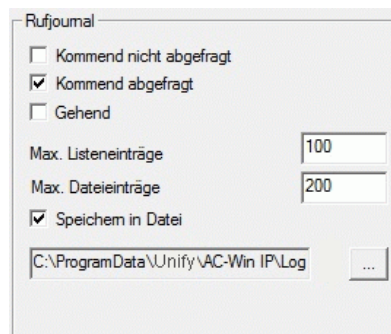 Rufjournal
Kommend nicht abgefragt
Kommend abgefragt
Gehend
Max. Listeneinträge 100
Max. Dateieinträge 200
Speichern in Datei
C:\ProgramData\Unify\AC-Win IP\Log ...